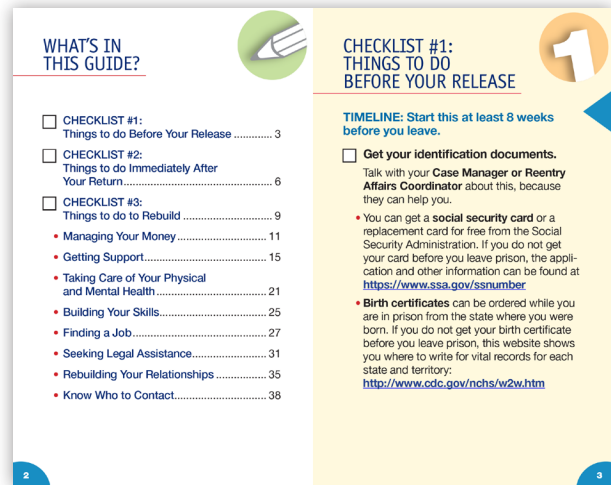 WHAT'S IN
THIS GUIDE?
CHECKLIST #1:
Things to do Before Your Release ............. 3
CHECKLIST #2:
Things to do Immediately After
Your Return.................................................. 6
CHECKLIST #3:
Things to do to Rebuild .............................. 9
• Managing Your Money.............................. 11
• Getting Support......................................... 15
• Taking Care of Your Physical
and Mental Health..................................... 21
• Building Your Skills.................................... 25
• Finding a Job............................................. 27
• Seeking Legal Assistance......................... 31
• Rebuilding Your Relationships ................. 35
• Know Who to Contact............................... 38
2
CHECKLIST #1:
THINGS TO DO
BEFORE YOUR RELEASE
1
TIMELINE: Start this at least 8 weeks
before you leave.
Get your identification documents.
Talk with your Case Manager or Reentry
Affairs Coordinator about this, because
they can help you.
• You can get a social security card or a
replacement card for free from the Social
Security Administration. If you do not get
your card before you leave prison, the appli-
cation and other information can be found at
https://www.ssa.gov/ssnumber
• Birth certificates can be ordered while you
are in prison from the state where you were
born. If you do not get your birth certificate
before you leave prison, this website shows
you where to write for vital records for each
state and territory:
http://www.cdc.gov/nchs/w2w.htm
3